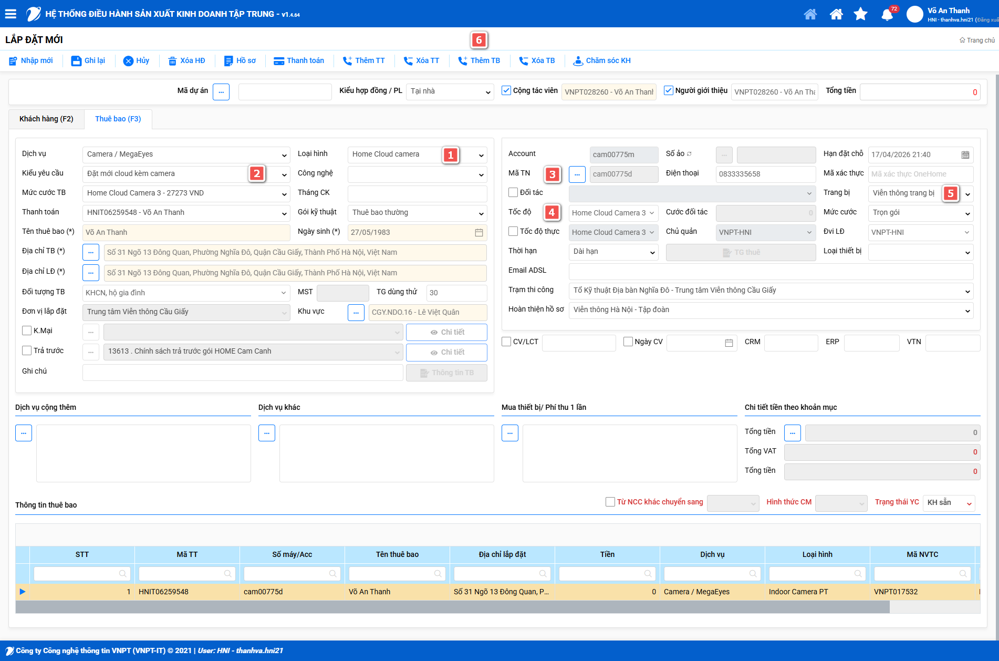 HỆ THỐNG ĐIỀU HÀNH SẢN XUẤT KINH DOANH TẬP TRUNG - v1.4.64
72
Võ An Thanh
HNI - thanhva.hni21 (Đăng xuấ
LẮP ĐẶT MỚI
6
Trang chủ
Nhập mới
Ghi lại
Hủy
Xóa HĐ
Hồ sơ
Thanh toán
Thêm TT
Xóa TT
Thêm TB
Xóa TB
Chăm sóc KH
Mã dự án ...
Kiểu hợp đồng / PL Tại nhà
Cộng tác viên VNPT028260 - Võ An Thanh
Người giới thiệu VNPT028260 - Võ An Tha
Tổng tiền 0
Khách hàng (F2)
Thuê bao (F3)
Dịch vụ Camera / MegaEyes
Loại hình Home Cloud camera 1
Kiểu yêu cầu Đặt mới cloud kèm camera 2
Công nghệ
Mức cước TB Home Cloud Camera 3 - 27273 VND
Tháng CK
Thanh toán HNIT06259548 - Võ An Thanh
Gói kỹ thuật Thuê bao thường
Tên thuê bao (*) Võ An Thanh
Ngày sinh (*) 27/05/1983
Địa chỉ TB (*) ... Số 31 Ngõ 13 Đông Quan, Phường Nghĩa Đô, Quận Cầu Giấy, Thành Phố Hà Nội, Việt Nam
Địa chỉ LĐ (*) ... Số 31 Ngõ 13 Đông Quan, Phường Nghĩa Đô, Quận Cầu Giấy, Thành Phố Hà Nội, Việt Nam
Đối tượng TB KHCN, hộ gia đình
MST
TG dùng thử 30
Đơn vị lắp đặt Trung tâm Viễn thông Cầu Giấy
Khu vực ... CGY.NDO.16 - Lê Việt Quân
K.Mại ... Chi tiết
Trả trước ... 13613 . Chính sách trả trước gói HOME Cam Canh Chi tiết
Ghi chú Thông tin TB
Account cam00775m
Số ảo ...
Hạn đặt chỗ 17/04/2026 21:40
Mã TN 3 ... cam00775d
Điện thoại 0833335658
Mã xác thực Mã xác thực OneHome
Đối tác
Trang bị Viễn thông trang bị 5
Tốc độ 4 Home Cloud Camera 3
Cước đối tác 0
Mức cước Trọn gói
Tốc độ thực Home Cloud Camera 3
Chủ quản VNPT-HNI
Đvi LĐ VNPT-HNI
Thời hạn Dài hạn
TG thuê
Loại thiết bị
Email ADSL
Trạm thi công Tổ Kỹ thuật Địa bàn Nghĩa Đô - Trung tâm Viễn thông Cầu Giấy
Hoàn thiện hồ sơ Viễn thông Hà Nội - Tập đoàn
CV/LCT
Ngày CV
CRM
ERP
VTN
Dịch vụ cộng thêm
Dịch vụ khác
Mua thiết bị/ Phí thu 1 lần
Chi tiết tiền theo khoản mục
...
...
...
Tổng tiền ... 0
Tổng VAT 0
Tổng tiền 0
Thông tin thuê bao
Từ NCC khác chuyển sang
Hình thức CM
Trạng thái YC KH sẵn
STT Mã TT Số máy/Acc Tên thuê bao Địa chỉ lắp đặt Tiền Dịch vụ Loại hình Mã NVTC
1 HNIT06259548 cam00775d Võ An Thanh Số 31 Ngõ 13 Đông Quan, P... 0 Camera / MegaEyes Indoor Camera PT VNPT017532
Công ty Công nghệ thông tin VNPT (VNPT-IT) © 2021 | User: HNI - thanhva.hni21